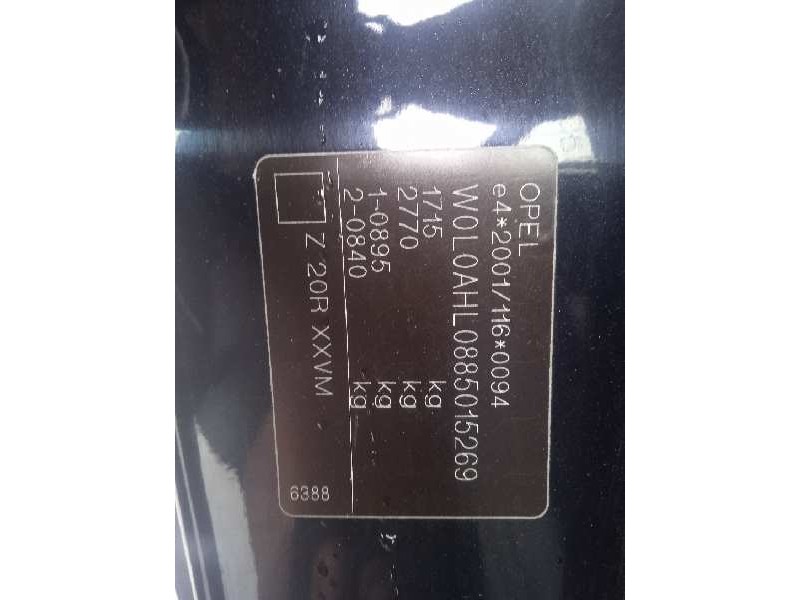 OPEL
e4*2001/116*0094
W0L0AHL0885015269
1715 kg
2770 kg
1-0895 kg
2-0840 kg
Z 20R XXVM
6388